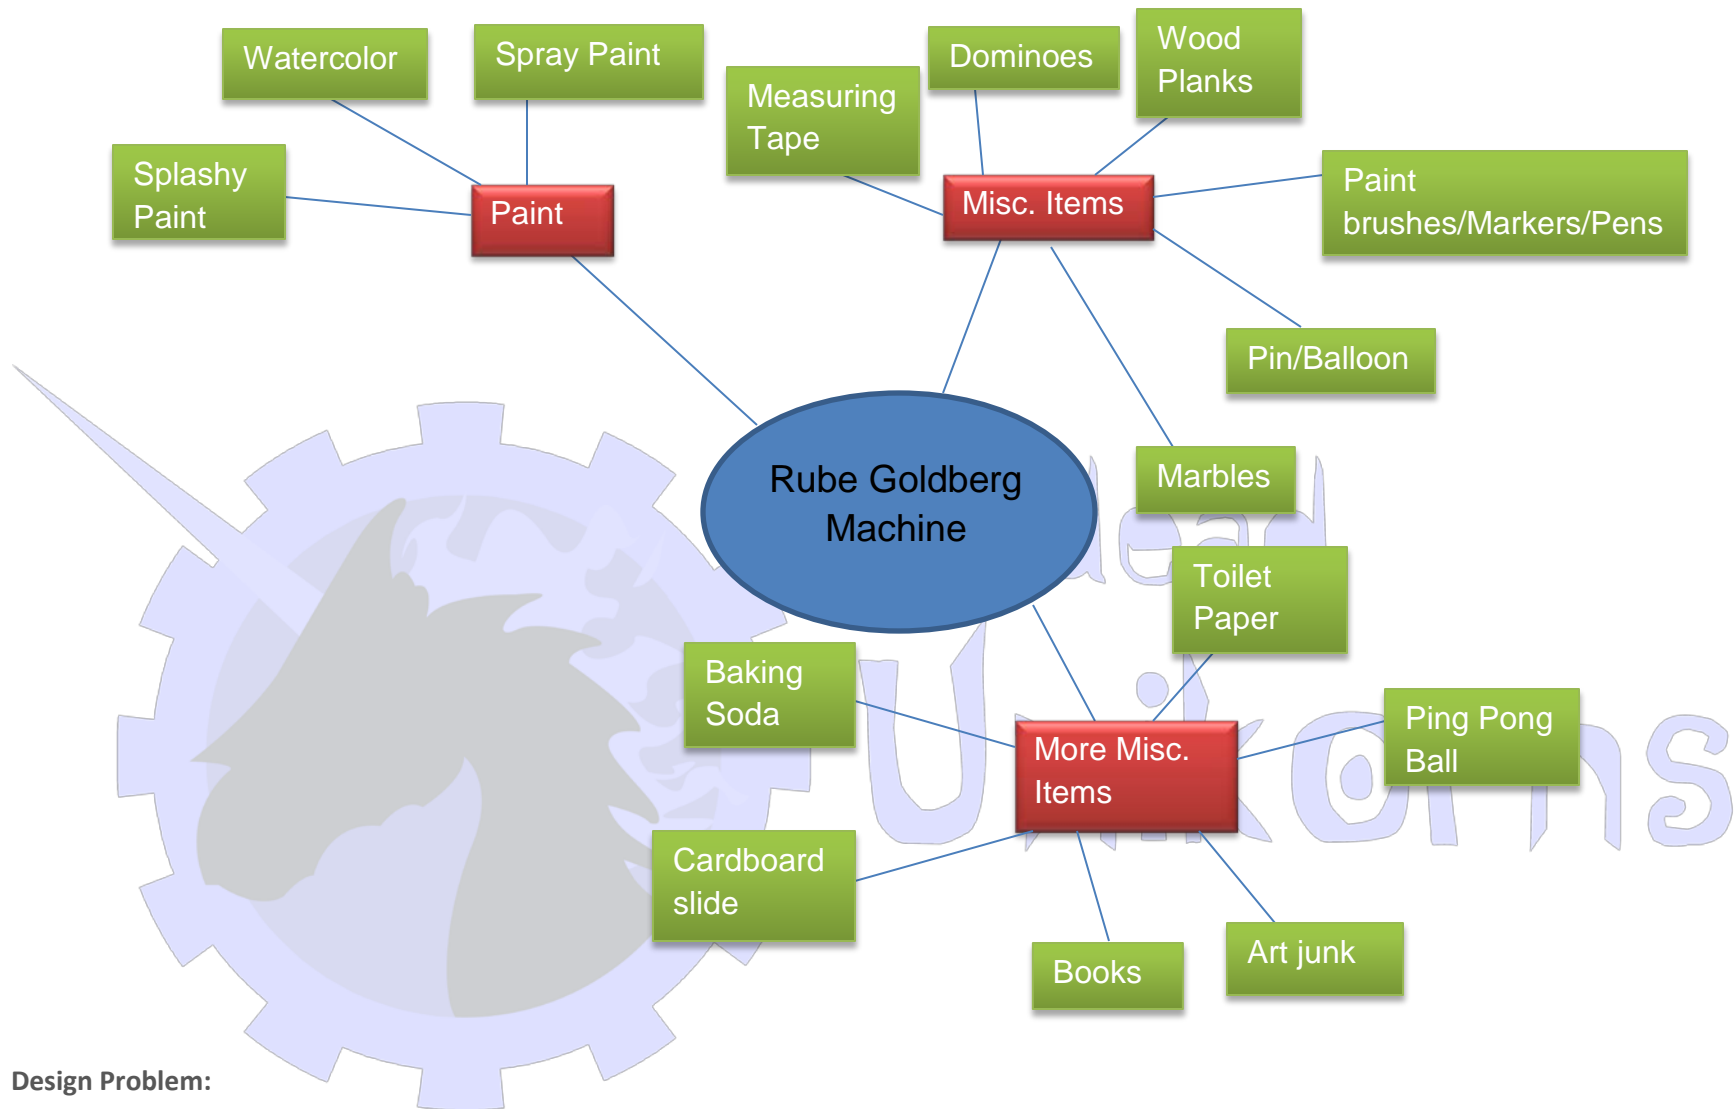 Watercolor
Spray Paint
Splashy
Paint
Paint
Dominoes
Wood
Planks
Measuring
Tape
Misc. Items
Paint
brushes/Markers/Pens
Pin/Balloon
Marbles
Rube Goldberg
Machine
Toilet
Paper
Baking
Soda
More Misc.
Items
Ping Pong
Ball
Cardboard
slide
Books
Art junk
Unikorns
Design Problem: